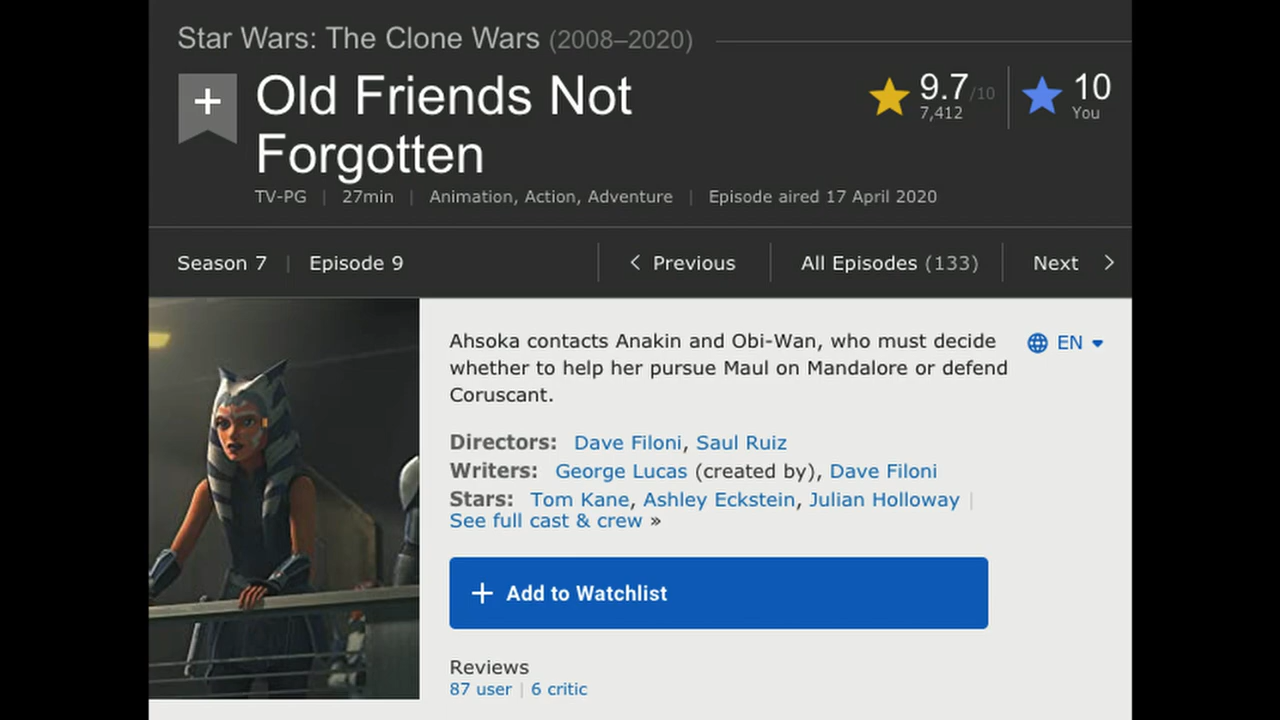 Star Wars: The Clone Wars (2008–2020)
+ Old Friends Not
Forgotten
9.7/10
7,412
10
You
TV-PG | 27min | Animation, Action, Adventure | Episode aired 17 April 2020
Season 7 | Episode 9
Previous
All Episodes (133)
Next
Ahsoka contacts Anakin and Obi-Wan, who must decide
whether to help her pursue Maul on Mandalore or defend
Coruscant.
EN
Directors: Dave Filoni, Saul Ruiz
Writers: George Lucas (created by), Dave Filoni
Stars: Tom Kane, Ashley Eckstein, Julian Holloway |
See full cast & crew »
+ Add to Watchlist
Reviews
87 user | 6 critic